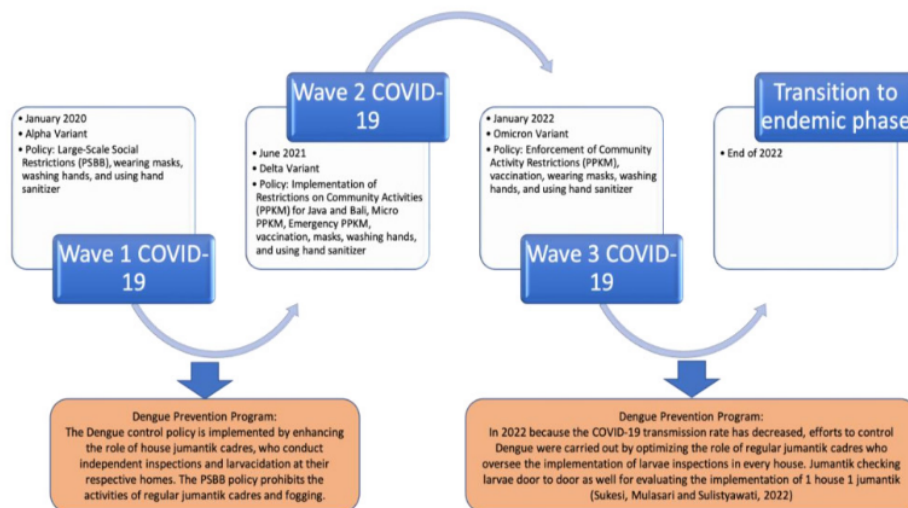 • January 2020
• Alpha Variant
• Policy: Large-Scale Social
Restrictions (PSBB), wearing masks,
washing hands, and using hand
sanitizer
Wave 1 COVID-
19
Wave 2 COVID-
19
• June 2021
• Delta Variant
• Policy: Implementation of
Restrictions on Community Activities
(PPKM) for Java and Bali, Micro
PPKM, Emergency PPKM,
vaccination, masks, washing hands,
and using hand sanitizer
• January 2022
• Omicron Variant
• Policy: Enforcement of Community
Activity Restrictions (PPKM),
vaccination, wearing masks, washing
hands, and using hand sanitizer
Wave 3 COVID-
19
Transition to
endemic phase
• End of 2022
Dengue Prevention Program:
The Dengue control policy is implemented by enhancing
the role of house jumantik cadres, who conduct
independent inspections and larvacidation at their
respective homes. The PSBB policy prohibits the
activities of regular jumantik cadres and fogging.
Dengue Prevention Program:
In 2022 because the COVID-19 transmission rate has decreased, efforts to control
Dengue were carried out by optimizing the role of regular jumantik cadres who
oversee the implementation of larvae inspections in every house. Jumantik checking
larvae door to door as well for evaluating the implementation of 1 house 1 jumantik
(Sukesi, Mulasari and Sulistyawati, 2022)